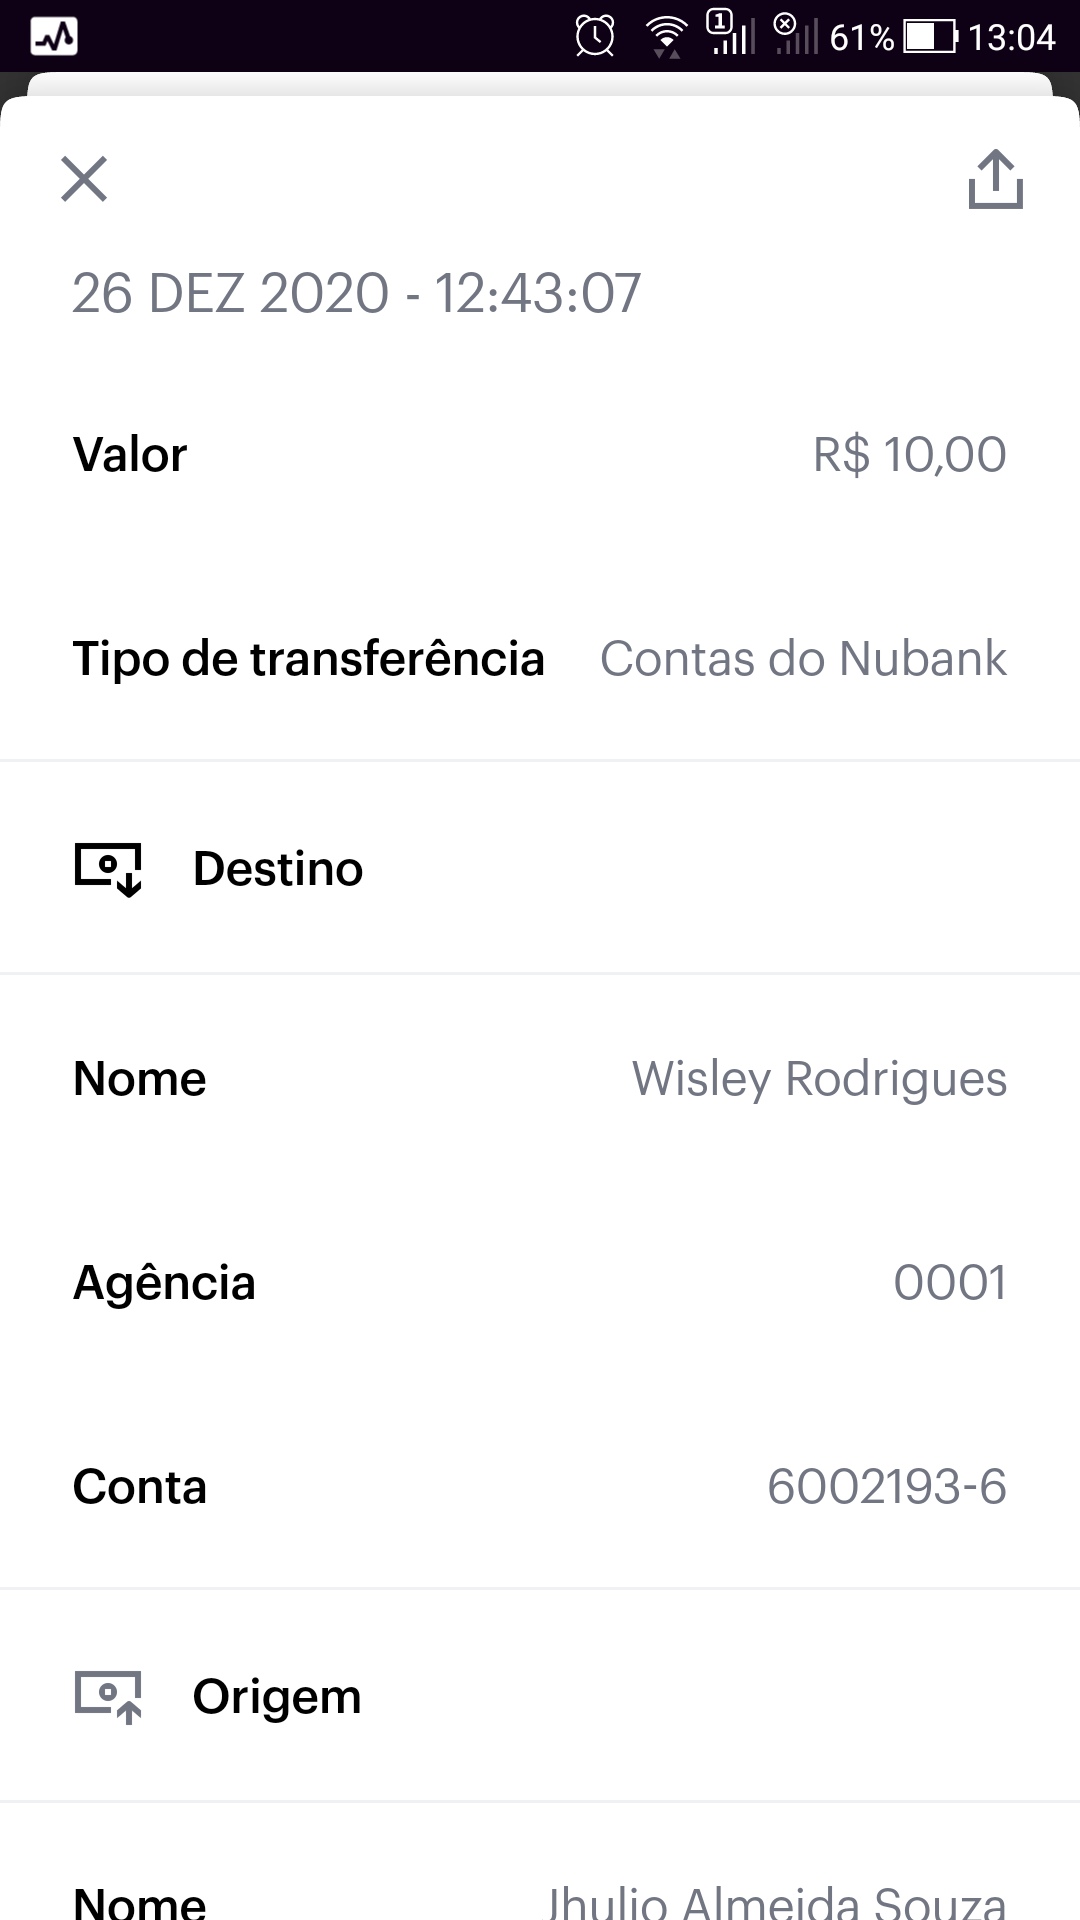 1 61% 13:04
26 DEZ 2020 - 12:43:07
Valor R$ 10,00
Tipo de transferência Contas do Nubank
Destino
Nome Wisley Rodrigues
Agência 0001
Conta 6002193-6
Origem
Nome Jhulio Almeida Souza